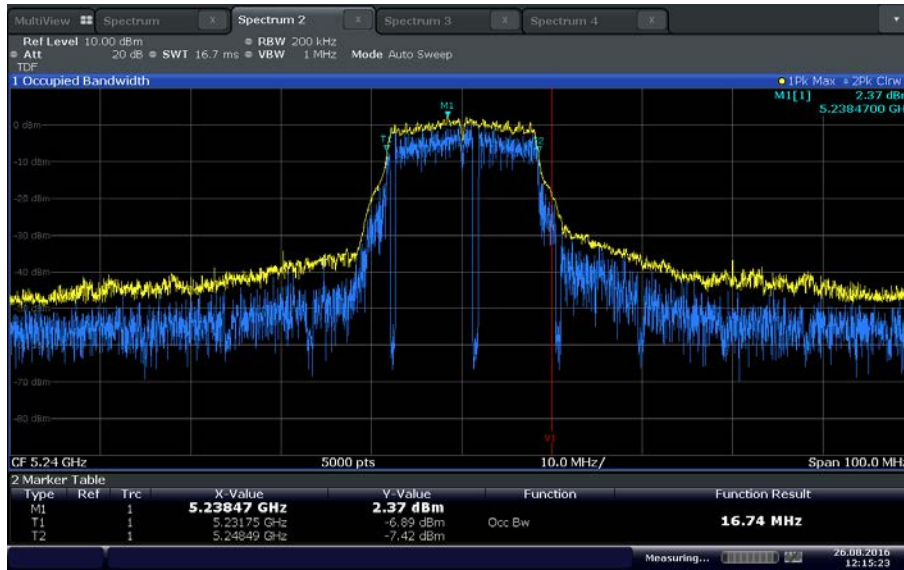 MultiView Spectrum X Spectrum 2 X Spectrum 3 X Spectrum 4 X
Ref Level 10.00 dBm RBW 200 kHz
Att 20 dB SWT 16.7 ms VBW 1 MHz Mode Auto Sweep
TDF
1 Occupied Bandwidth 1Pk Max 2Pk Clrw
M1[1] 2.37 dBm
5.2384700 GH
M1
0 dBm
T1 T2
-10 dBm
-20 dBm
-30 dBm
-40 dBm
-70 dBm
-80 dBm
V1
CF 5.24 GHz 5000 pts 10.0 MHz/ Span 100.0 MHz
2 Marker Table
Type Ref Trc X-Value Y-Value Function Function Result
M1 1 5.23847 GHz 2.37 dBm
T1 1 5.23175 GHz -6.89 dBm Occ Bw 16.74 MHz
T2 1 5.24849 GHz -7.42 dBm
Measuring... 26.08.2016
12:15:23